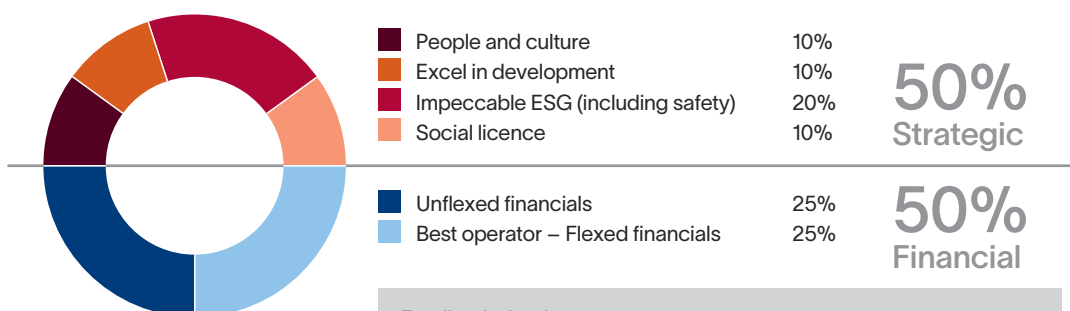 People and culture 10%
Excel in development 10%
Impeccable ESG (including safety) 20%
Social licence 10%
50%
Strategic
Unflexed financials 25%
Best operator – Flexed financials 25%
50%
Financial